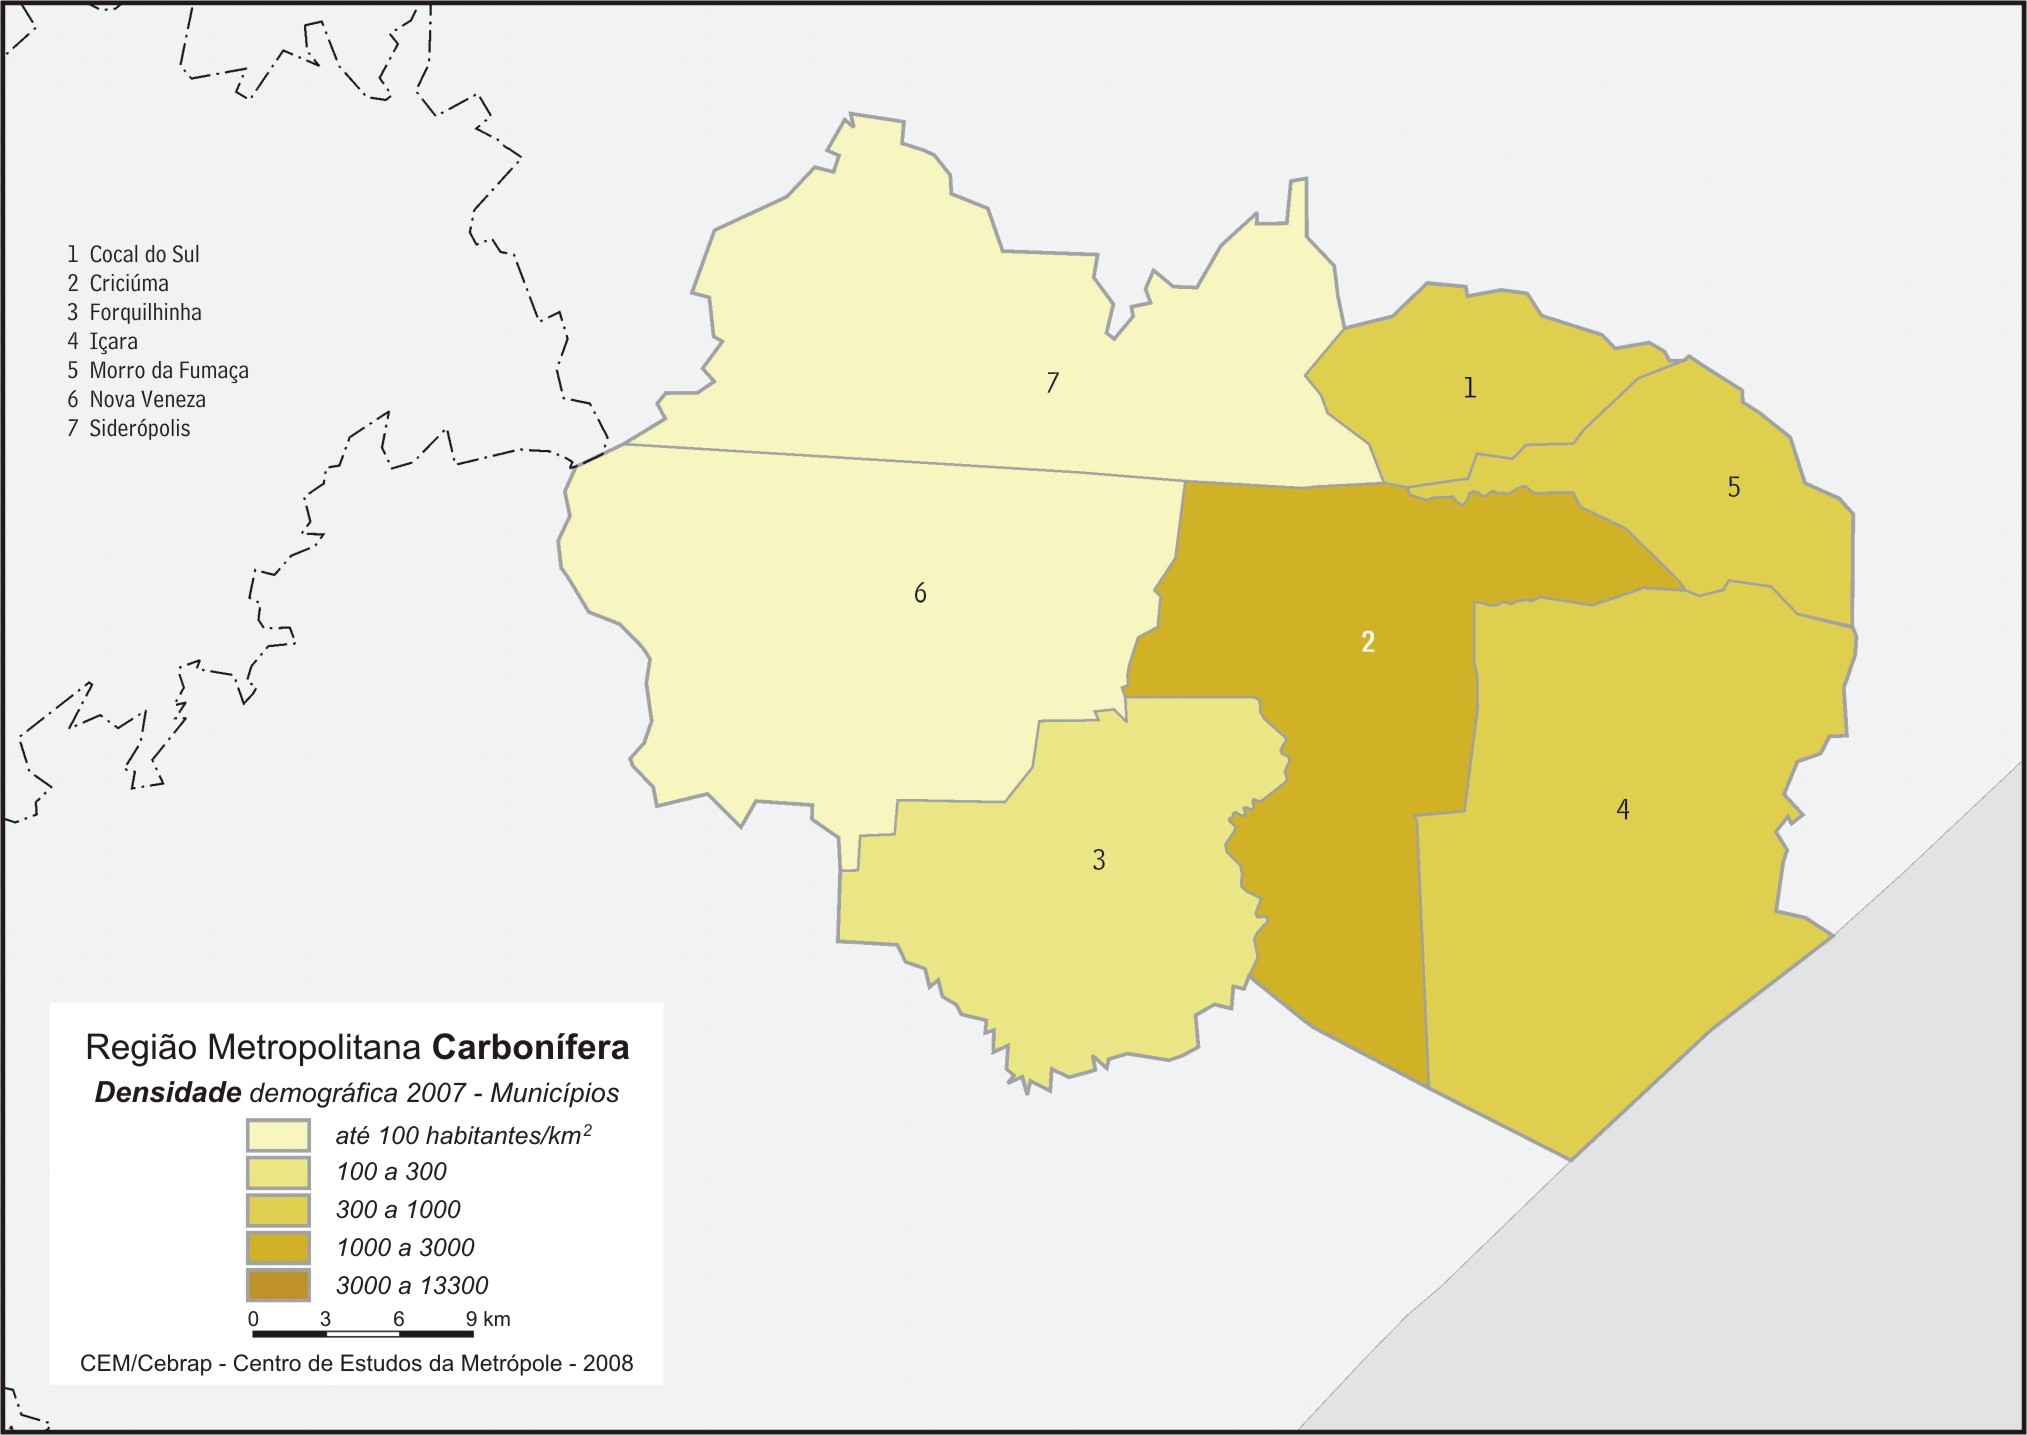 1 Cocal do Sul
2 Criciúma
3 Forquilhinha
4 Içara
5 Morro da Fumaça
6 Nova Veneza
7 Siderópolis
7
1
5
6
2
4
3
Região Metropolitana Carbonífera
Densidade demográfica 2007 - Municípios
até 100 habitantes/km²
100 a 300
300 a 1000
1000 a 3000
3000 a 13300
0 3 6 9 km
CEM/Cebrap - Centro de Estudos da Metrópole - 2008